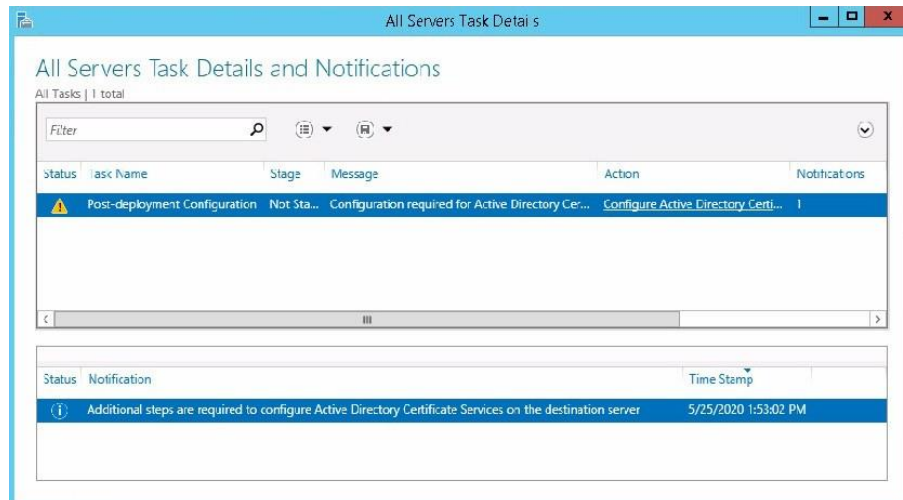 All Servers Task Details
All Servers Task Details and Notifications
All Tasks | 1 total
Filter
Status Task Name Stage Message Action Notifications
Post-deployment Configuration Not Sta... Configuration required for Active Directory Cer... Configure Active Directory Certi... 1
Status Notification Time Stamp
Additional steps are required to configure Active Directory Certificate Services on the destination server 5/25/2020 1:53:02 PM